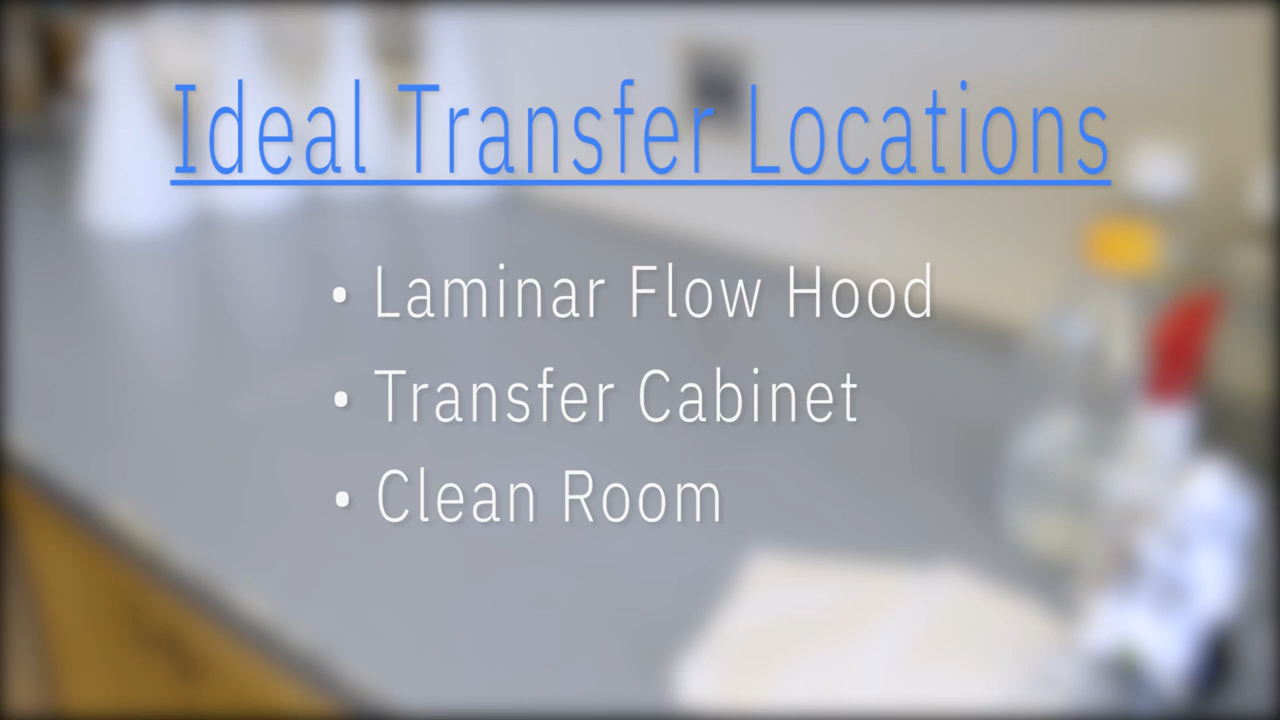 Ideal Transfer Locations
• Laminar Flow Hood
• Transfer Cabinet
• Clean Room